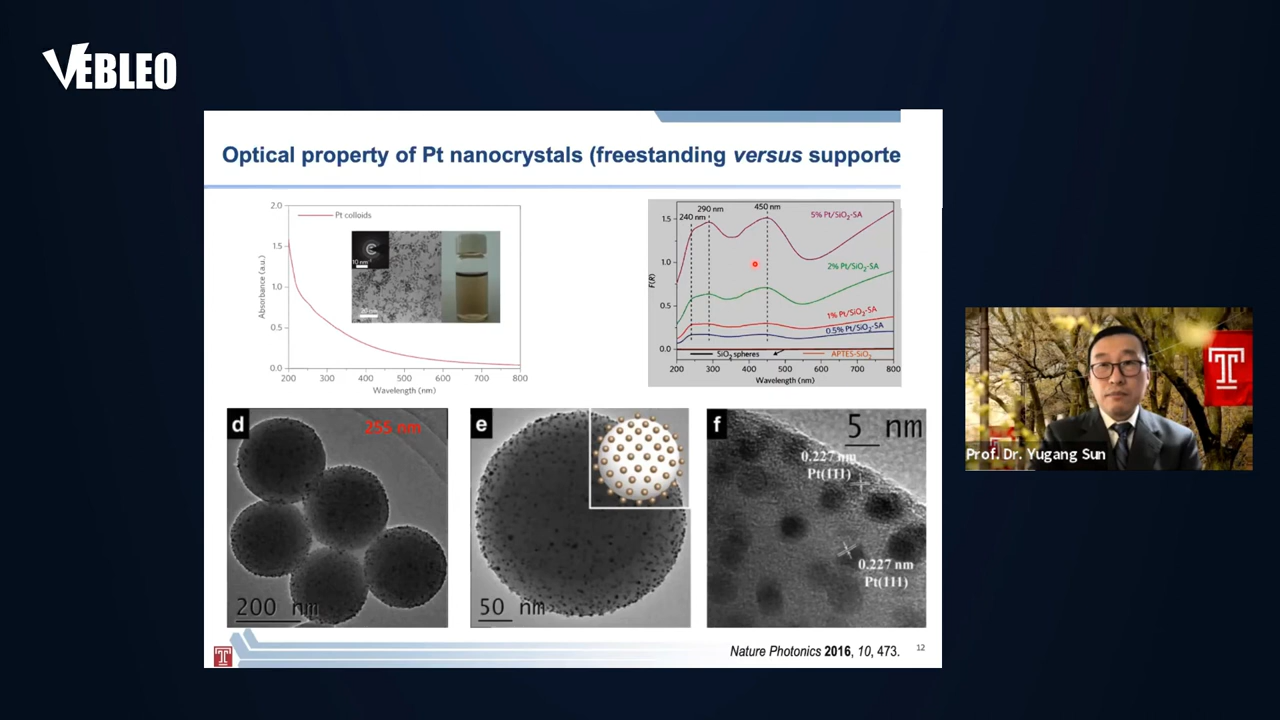 VEBLEO
Optical property of Pt nanocrystals (freestanding versus supporte
2.0
1.5
1.0
0.5
0.0
Absorbance (a.u.)
Pt colloids
10 nm⁻¹
20 nm
200 300 400 500 600 700 800
Wavelength (nm)
1.5
1.0
0.5
0.0
F(R)
240 nm
290 nm
450 nm
5% Pt/SiO₂-SA
2% Pt/SiO₂-SA
1% Pt/SiO₂-SA
0.5% Pt/SiO₂-SA
SiO₂ spheres
APTES-SiO₂
200 300 400 500 600 700 800
Wavelength (nm)
d
255 nm
200 nm
e
50 nm
f
5 nm
0.227 nm
Pt(111)
0.227 nm
Pt(111)
T
Nature Photonics 2016, 10, 473.
12
T
Prof. Dr. Yugang Sun